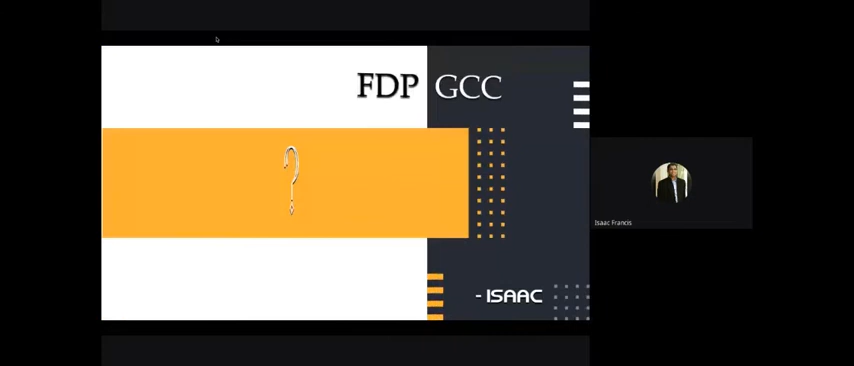 FDP GCC
?
- ISAAC
Isaac Francis